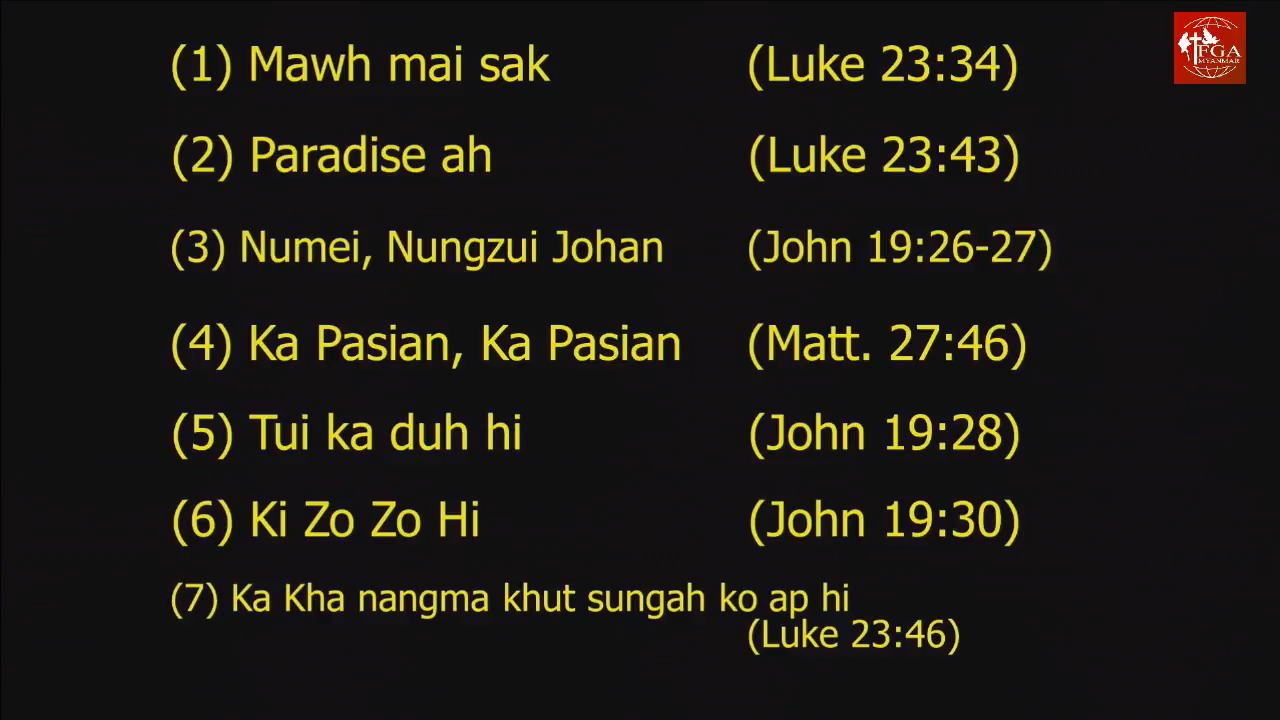 (1) Mawh mai sak (Luke 23:34)
(2) Paradise ah (Luke 23:43)
(3) Numei, Nungzui Johan (John 19:26-27)
(4) Ka Pasian, Ka Pasian (Matt. 27:46)
(5) Tui ka duh hi (John 19:28)
(6) Ki Zo Zo Hi (John 19:30)
(7) Ka Kha nangma khut sungah ko ap hi
(Luke 23:46)
FGA
MYANMAR